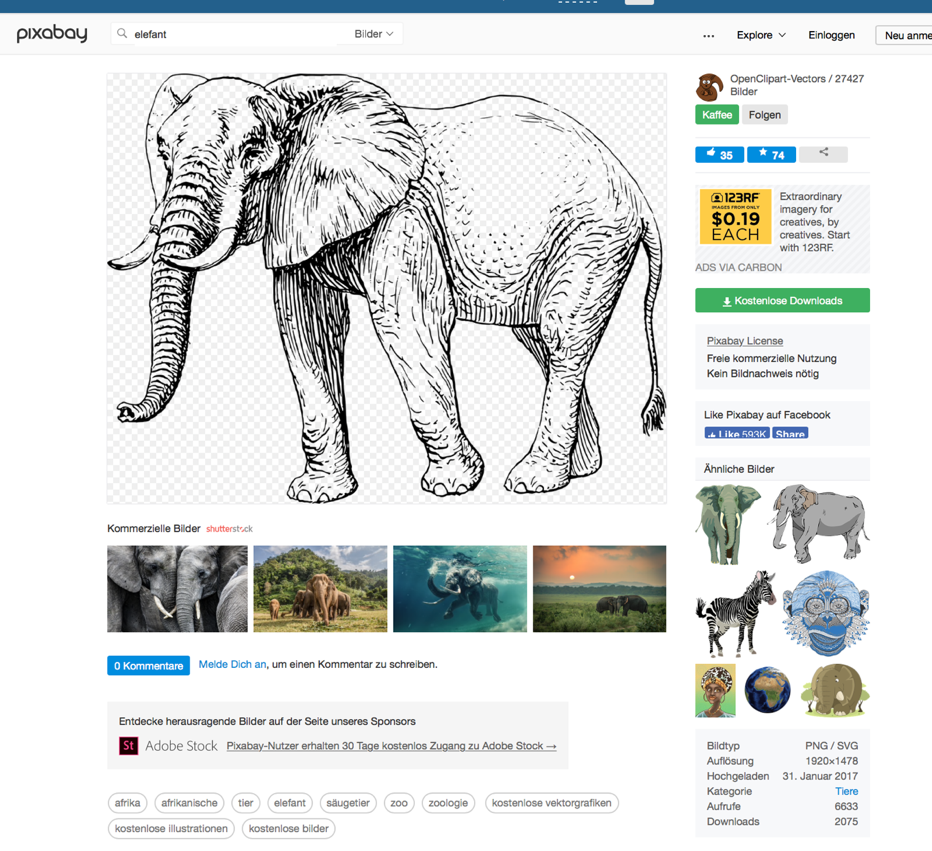 pixabay
elefant
Bilder
...
Explore
Einloggen
Neu anme
OpenClipart-Vectors / 27427
Bilder
Kaffee
Folgen
35
74
123RF
IMAGES FROM ONLY
$0.19
EACH
Extraordinary
imagery for
creatives, by
creatives. Start
with 123RF.
ADS VIA CARBON
Kostenlose Downloads
Pixabay License
Freie kommerzielle Nutzung
Kein Bildnachweis nötig
Like Pixabay auf Facebook
Like 593K
Share
Ähnliche Bilder
Kommerzielle Bilder shutterstock
0 Kommentare
Melde Dich an, um einen Kommentar zu schreiben.
Entdecke herausragende Bilder auf der Seite unseres Sponsors
St Adobe Stock Pixabay-Nutzer erhalten 30 Tage kostenlos Zugang zu Adobe Stock →
Bildtyp PNG / SVG
Auflösung 1920×1478
Hochgeladen 31. Januar 2017
Kategorie Tiere
Aufrufe 6633
Downloads 2075
afrika afrikanische tier elefant säugetier zoo zoologie kostenlose vektorgrafiken
kostenlose illustrationen kostenlose bilder